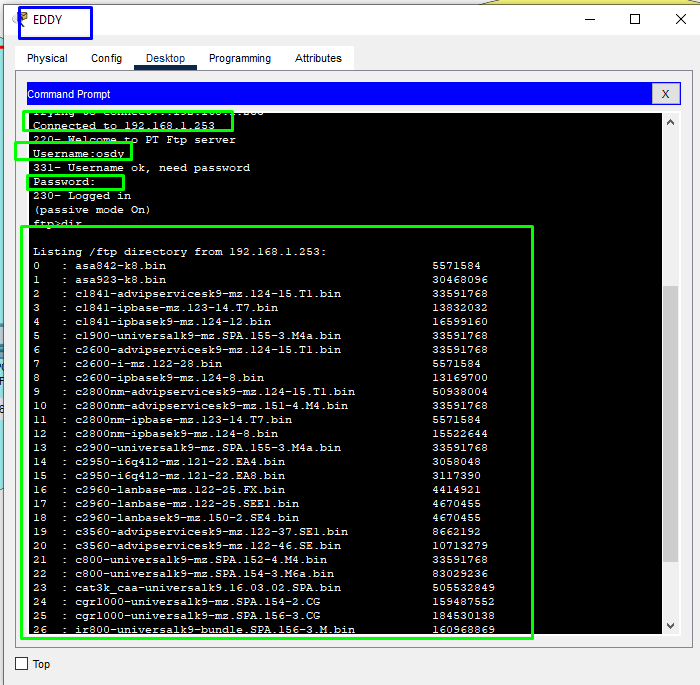 EDDY
Physical Config Desktop Programming Attributes
Command Prompt X
Connected to 192.168.1.253
220- Welcome to PT Ftp server
Username:osdy
331- Username ok, need password
Password:
230- Logged in
(passive mode On)
ftp>dir
Listing /ftp directory from 192.168.1.253:
0 : asa842-k8.bin 5571584
1 : asa923-k8.bin 30468096
2 : c1841-advipservicesk9-mz.124-15.T1.bin 33591768
3 : c1841-ipbase-mz.123-14.T7.bin 13832032
4 : c1841-ipbasek9-mz.124-12.bin 16599160
5 : c1900-universalk9-mz.SPA.155-3.M4a.bin 33591768
6 : c2600-advipservicesk9-mz.124-15.T1.bin 33591768
7 : c2600-i-mz.122-28.bin 5571584
8 : c2600-ipbasek9-mz.124-8.bin 13169700
9 : c2800nm-advipservicesk9-mz.124-15.T1.bin 50938004
10 : c2800nm-advipservicesk9-mz.151-4.M4.bin 33591768
11 : c2800nm-ipbase-mz.123-14.T7.bin 5571584
12 : c2800nm-ipbasek9-mz.124-8.bin 15522644
13 : c2900-universalk9-mz.SPA.155-3.M4a.bin 33591768
14 : c2950-i6q4l2-mz.121-22.EA4.bin 3058048
15 : c2950-i6q4l2-mz.121-22.EA8.bin 3117390
16 : c2960-lanbase-mz.122-25.FX.bin 4414921
17 : c2960-lanbase-mz.122-25.SEE1.bin 4670455
18 : c2960-lanbasek9-mz.150-2.SE4.bin 4670455
19 : c3560-advipservicesk9-mz.122-37.SE1.bin 8662192
20 : c3560-advipservicesk9-mz.122-46.SE.bin 10713279
21 : c800-universalk9-mz.SPA.152-4.M4.bin 33591768
22 : c800-universalk9-mz.SPA.154-3.M6a.bin 83029236
23 : cat3k_caa-universalk9.16.03.02.SPA.bin 505532849
24 : cgr1000-universalk9-mz.SPA.154-2.CG 159487552
25 : cgr1000-universalk9-mz.SPA.156-3.CG 184530138
26 : ir800-universalk9-bundle.SPA.156-3.M.bin 160968869
Top